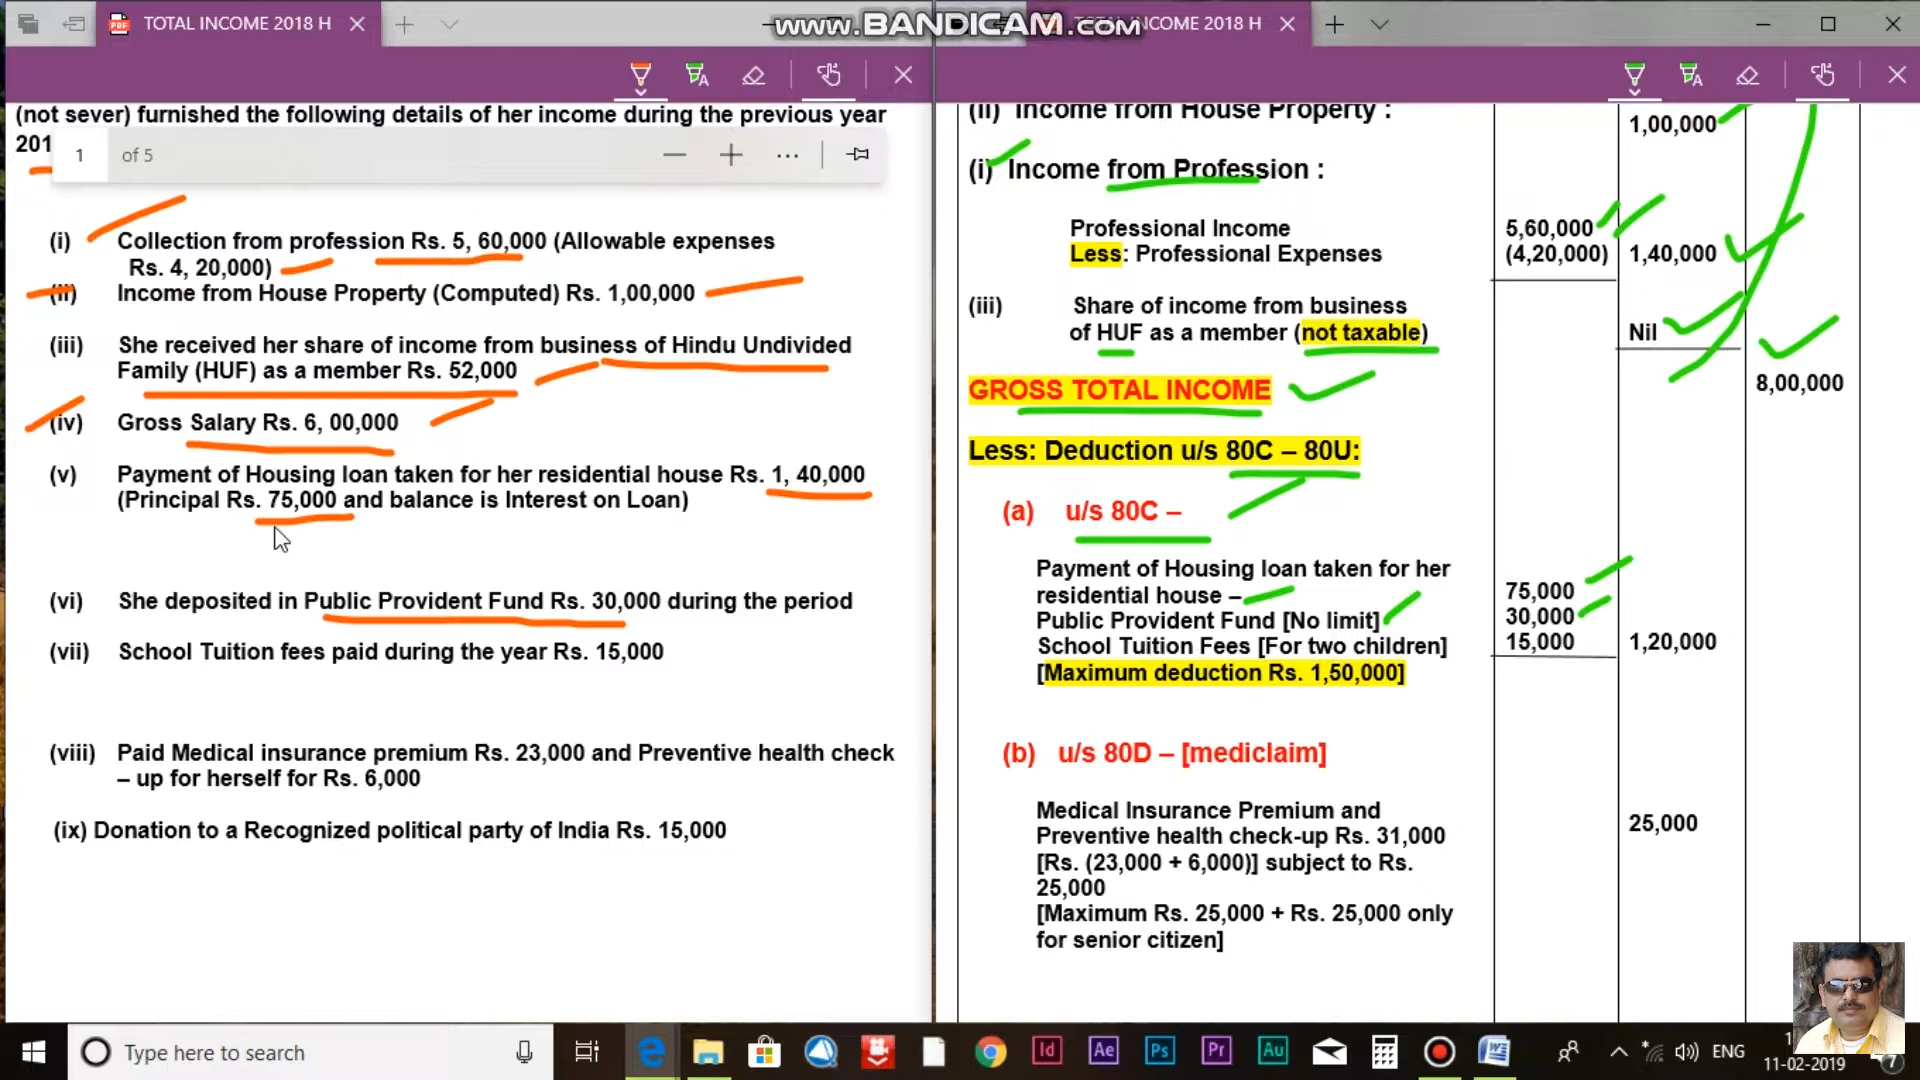 TOTAL INCOME 2018 H
www.BANDICAM.com
TOTAL INCOME 2018 H
(not sever) furnished the following details of her income during the previous year
201
1 of 5
(i) Collection from profession Rs. 5, 60,000 (Allowable expenses
Rs. 4, 20,000)
(ii) Income from House Property (Computed) Rs. 1,00,000
(iii) She received her share of income from business of Hindu Undivided
Family (HUF) as a member Rs. 52,000
(iv) Gross Salary Rs. 6, 00,000
(v) Payment of Housing loan taken for her residential house Rs. 1, 40,000
(Principal Rs. 75,000 and balance is Interest on Loan)
(vi) She deposited in Public Provident Fund Rs. 30,000 during the period
(vii) School Tuition fees paid during the year Rs. 15,000
(viii) Paid Medical insurance premium Rs. 23,000 and Preventive health check
– up for herself for Rs. 6,000
(ix) Donation to a Recognized political party of India Rs. 15,000
(ii) Income from House Property :
1,00,000
(i) Income from Profession :
Professional Income 5,60,000
Less: Professional Expenses (4,20,000) 1,40,000
(iii) Share of income from business
of HUF as a member (not taxable) Nil
GROSS TOTAL INCOME 8,00,000
Less: Deduction u/s 80C – 80U:
(a) u/s 80C –
Payment of Housing loan taken for her
residential house – 75,000
Public Provident Fund [No limit] 30,000
School Tuition Fees [For two children] 15,000 1,20,000
[Maximum deduction Rs. 1,50,000]
(b) u/s 80D – [mediclaim]
Medical Insurance Premium and 25,000
Preventive health check-up Rs. 31,000
[Rs. (23,000 + 6,000)] subject to Rs.
25,000
[Maximum Rs. 25,000 + Rs. 25,000 only
for senior citizen]
Type here to search
Id
Ae
Ps
Pr
Au
ENG
11-02-2019
7